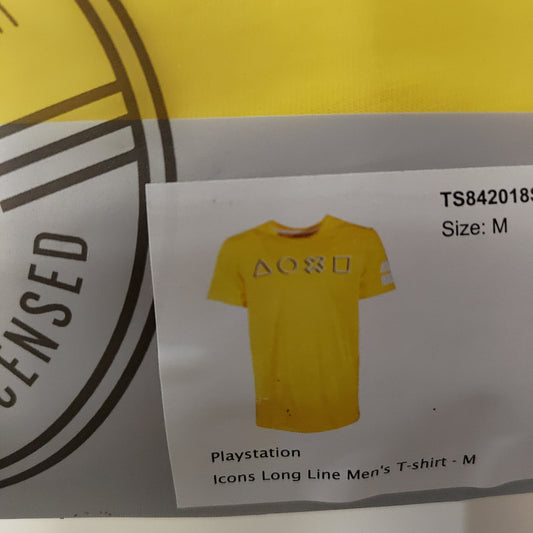 TS842018S
Size: M
CENSED
Playstation
Icons Long Line Men's T-shirt - M